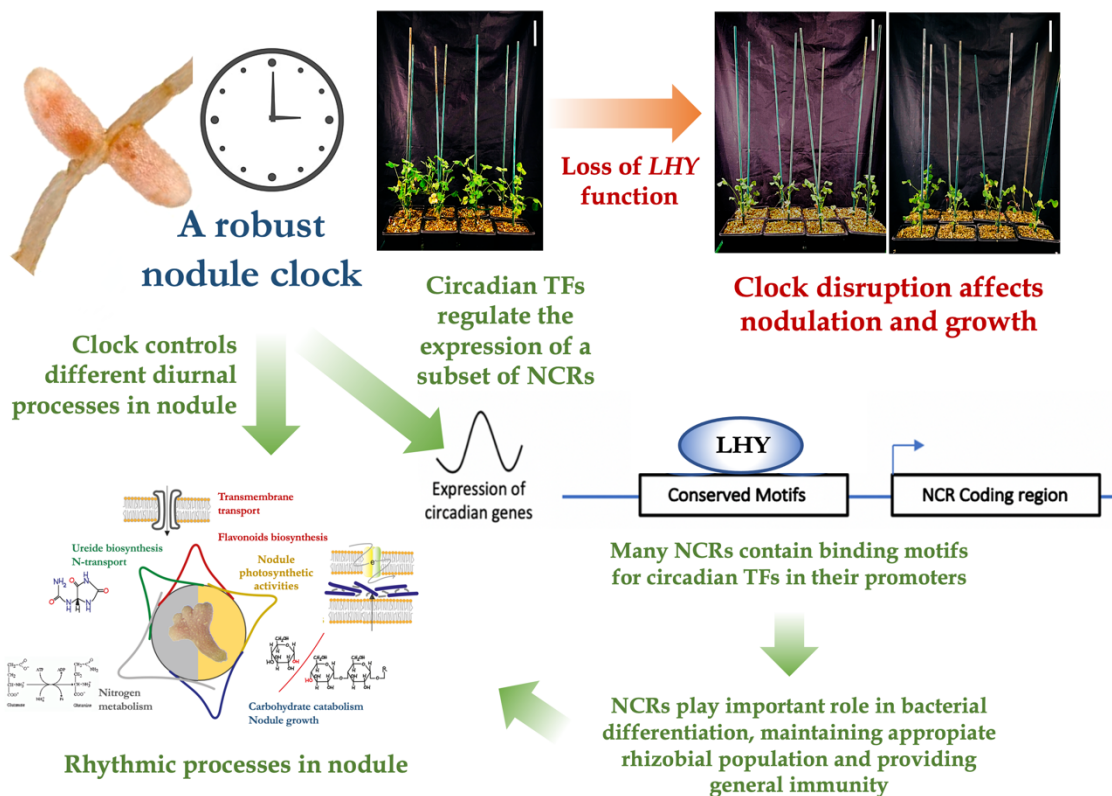 A robust
nodule clock
Loss of LHY
function
Clock disruption affects
nodulation and growth
Circadian TFs
regulate the
expression of a
subset of NCRs
Clock controls
different diurnal
processes in nodule
Expression of
circadian genes
LHY
Conserved Motifs
NCR Coding region
Many NCRs contain binding motifs
for circadian TFs in their promoters
NCRs play important role in bacterial
differentiation, maintaining appropiate
rhizobial population and providing
general immunity
Transmembrane
transport
Flavonoids biosynthesis
Ureide biosynthesis
N-transport
Nodule
photosynthetic
activities
e-
Nitrogen
metabolism
Carbohydrate catabolism
Nodule growth
Rhythmic processes in nodule